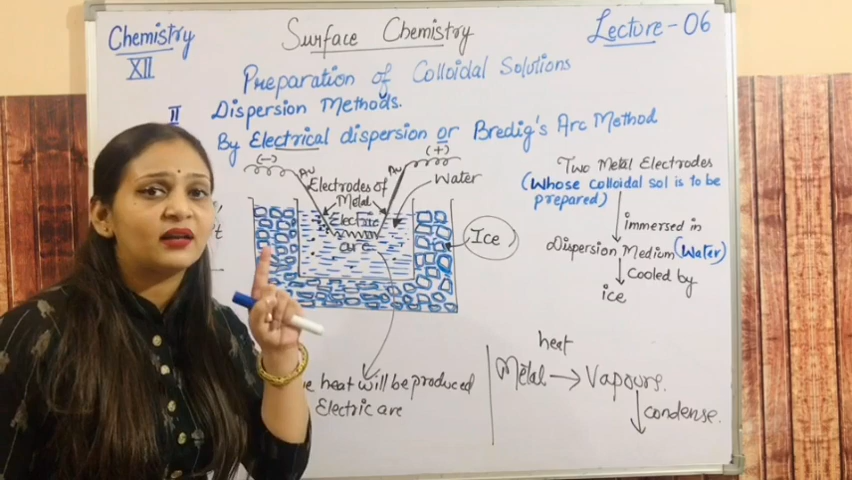 Chemistry
XII
Surface Chemistry
Lecture-06
Preparation of Colloidal Solutions
II Dispersion Methods.
By Electrical dispersion or Bredig's Arc Method
(-)
(+)
Au
Au
Electrodes of
Metal
Water
Electric
arc
Ice
Two Metal Electrodes
(Whose colloidal sol is to be
prepared)
immersed in
Dispersion Medium (Water)
Cooled by
ice
heat will be produced
Electric arc
heat
Metal → Vapours.
condense.